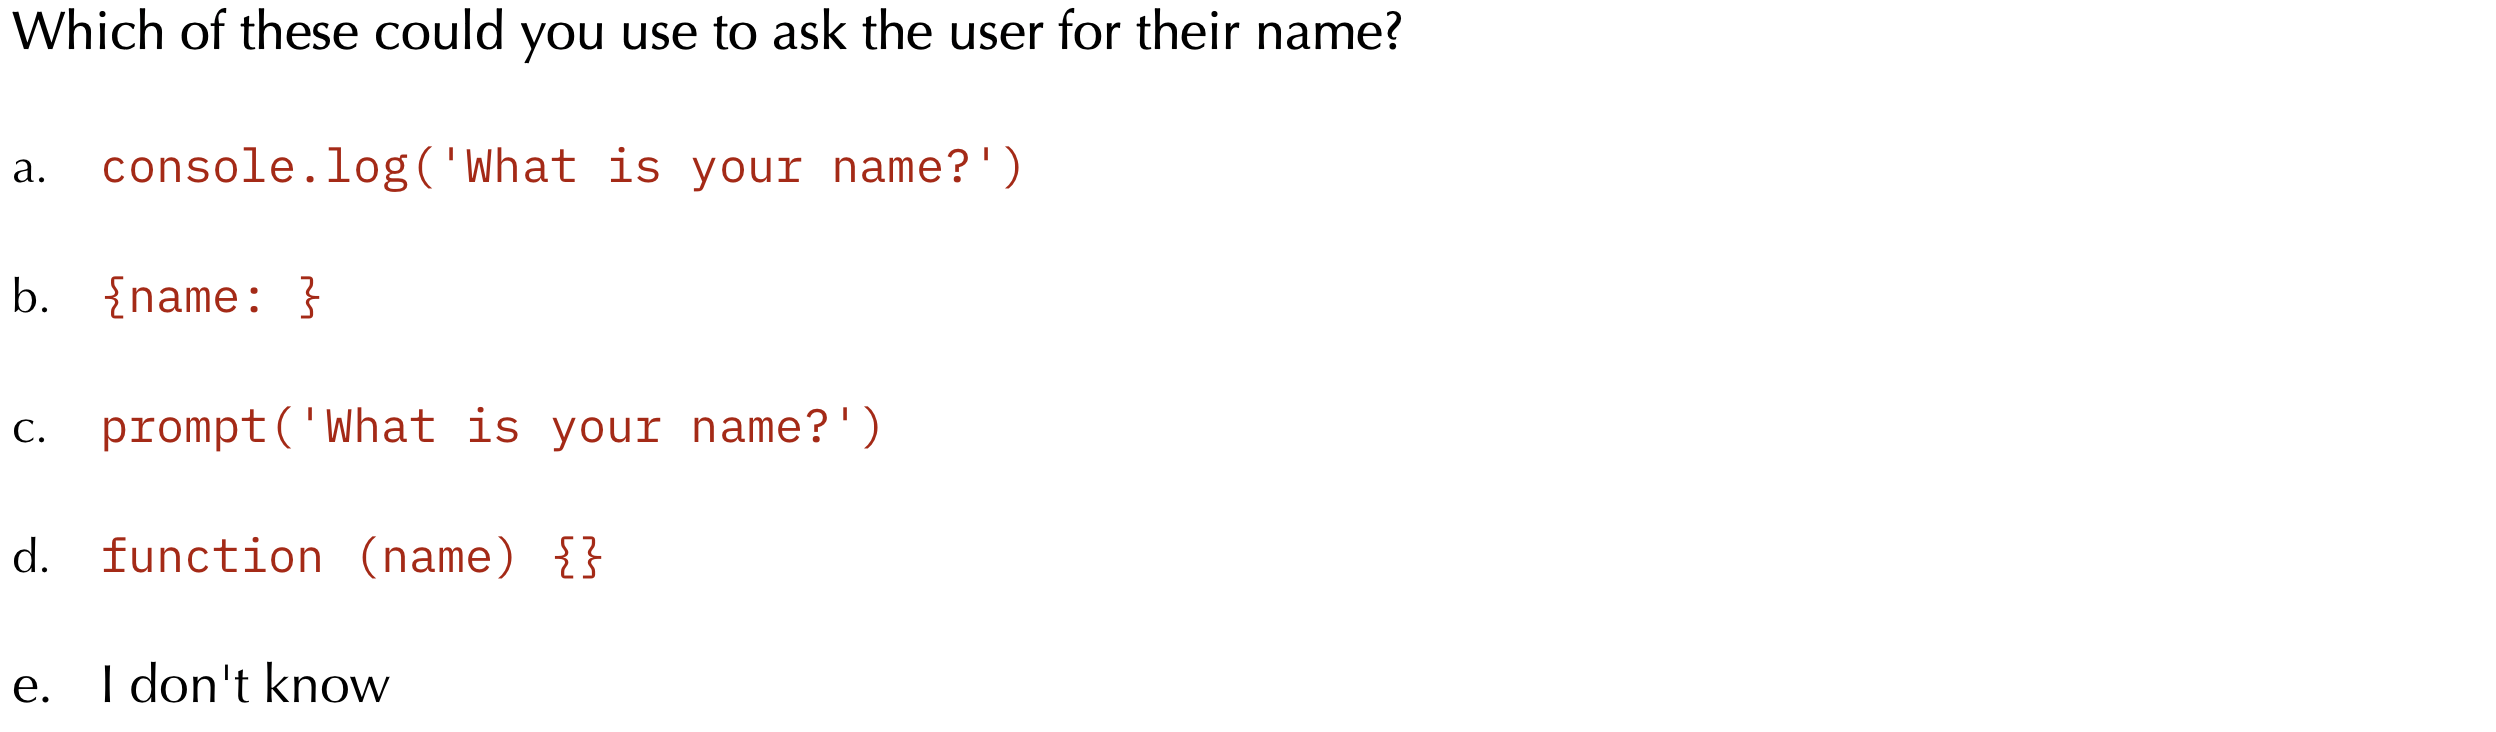 Which of these could you use to ask the user for their name?
a. console.log('What is your name?')
b. {name: }
c. prompt('What is your name?')
d. function (name) {}
e. I don't know